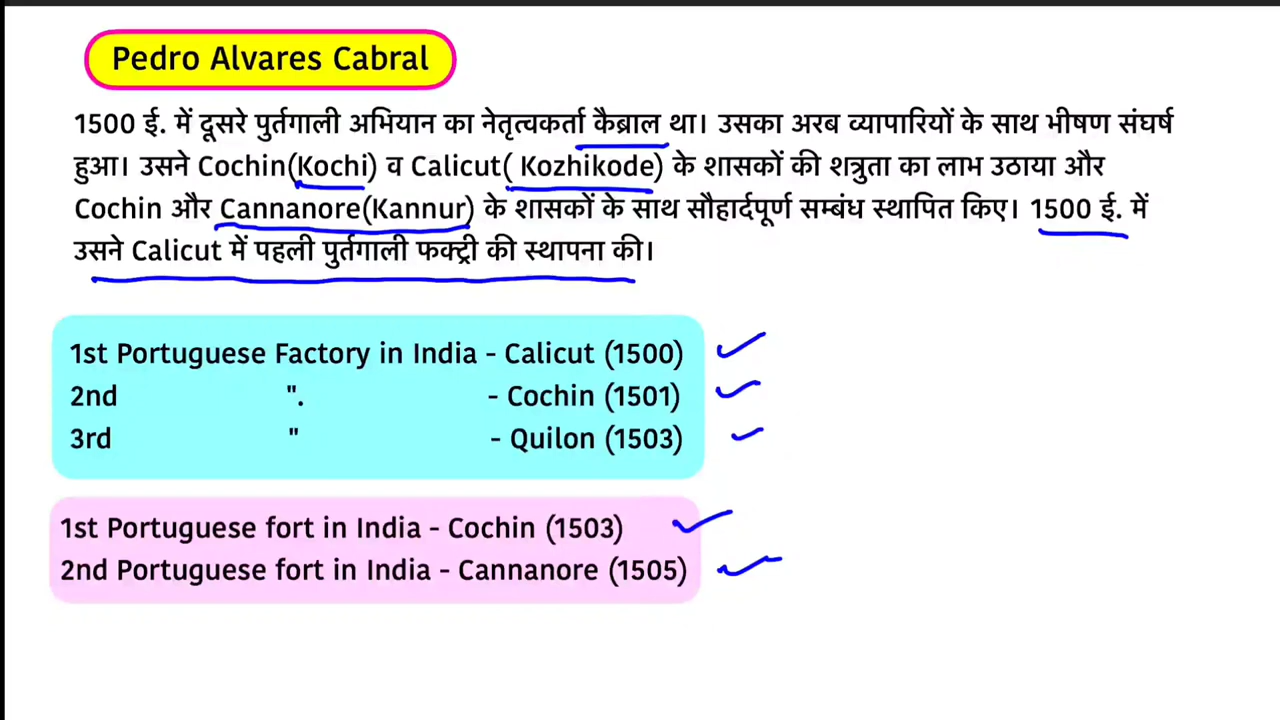 Pedro Alvares Cabral
1500 ई. में दूसरे पुर्तगाली अभियान का नेतृत्वकर्ता कैब्राल था। उसका अरब व्यापारियों के साथ भीषण संघर्ष
हुआ। उसने Cochin(Kochi) व Calicut( Kozhikode) के शासकों की शत्रुता का लाभ उठाया और
Cochin और Cannanore(Kannur) के शासकों के साथ सौहार्दपूर्ण सम्बंध स्थापित किए। 1500 ई. में
उसने Calicut में पहली पुर्तगाली फक्ट्री की स्थापना की।
1st Portuguese Factory in India - Calicut (1500)
2nd ". - Cochin (1501)
3rd " - Quilon (1503)
1st Portuguese fort in India - Cochin (1503)
2nd Portuguese fort in India - Cannanore (1505)